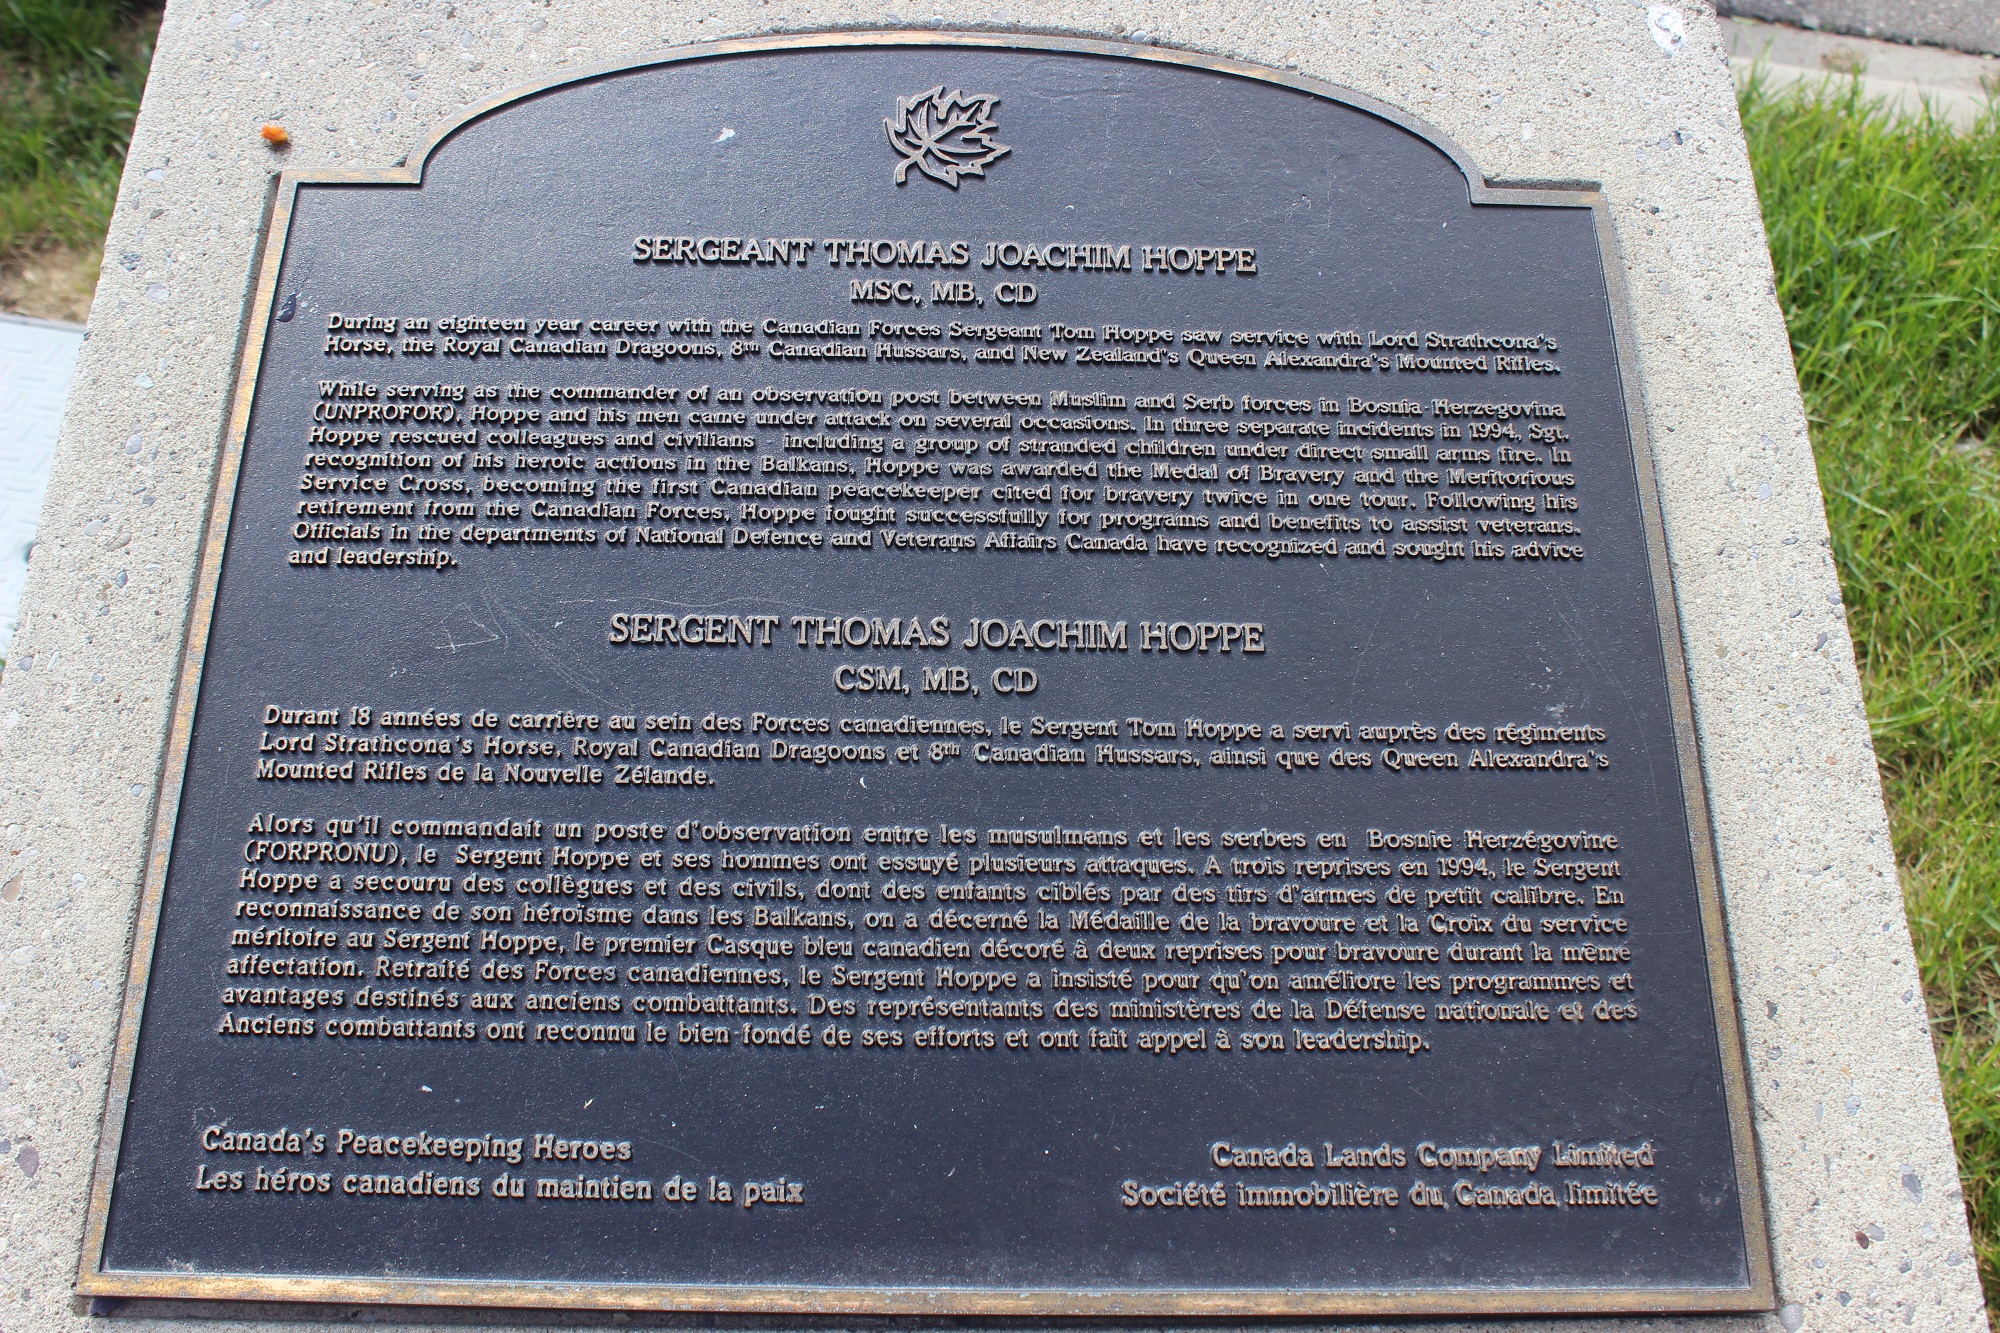 SERGEANT THOMAS JOACHIM HOPPE
MSC, MB, CD
During an eighteen year career with the Canadian Forces Sergeant Tom Hoppe saw service with Lord Strathcona's
Horse, the Royal Canadian Dragoons, 8th Canadian Hussars, and New Zealand's Queen Alexandra's Mounted Rifles.
While serving as the commander of an observation post between Muslim and Serb forces in Bosnia-Herzegovina
(UNPROFOR), Hoppe and his men came under attack on several occasions. In three separate incidents in 1994, Sgt.
Hoppe rescued colleagues and civilians - including a group of stranded children under direct small arms fire. In
recognition of his heroic actions in the Balkans, Hoppe was awarded the Medal of Bravery and the Meritorious
Service Cross, becoming the first Canadian peacekeeper cited for bravery twice in one tour. Following his
retirement from the Canadian Forces, Hoppe fought successfully for programs and benefits to assist veterans.
Officials in the departments of National Defence and Veterans Affairs Canada have recognized and sought his advice
and leadership.
SERGENT THOMAS JOACHIM HOPPE
CSM, MB, CD
Durant 18 années de carrière au sein des Forces canadiennes, le Sergent Tom Hoppe a servi auprès des régiments
Lord Strathcona's Horse, Royal Canadian Dragoons et 8th Canadian Hussars, ainsi que des Queen Alexandra's
Mounted Rifles de la Nouvelle Zélande.
Alors qu'il commandait un poste d'observation entre les musulmans et les serbes en Bosnie Herzégovine
(FORPRONU), le Sergent Hoppe et ses hommes ont essuyé plusieurs attaques. A trois reprises en 1994, le Sergent
Hoppe a secouru des collègues et des civils, dont des enfants ciblés par des tirs d'armes de petit calibre. En
reconnaissance de son héroïsme dans les Balkans, on a décerné la Médaille de la bravoure et la Croix du service
méritoire au Sergent Hoppe, le premier Casque bleu canadien décoré à deux reprises pour bravoure durant la même
affectation. Retraité des Forces canadiennes, le Sergent Hoppe a insisté pour qu'on améliore les programmes et
avantages destinés aux anciens combattants. Des représentants des ministères de la Défense nationale et des
Anciens combattants ont reconnu le bien-fondé de ses efforts et ont fait appel à son leadership.
Canada's Peacekeeping Heroes
Les héros canadiens du maintien de la paix
Canada Lands Company Limited
Société immobilière du Canada limitée